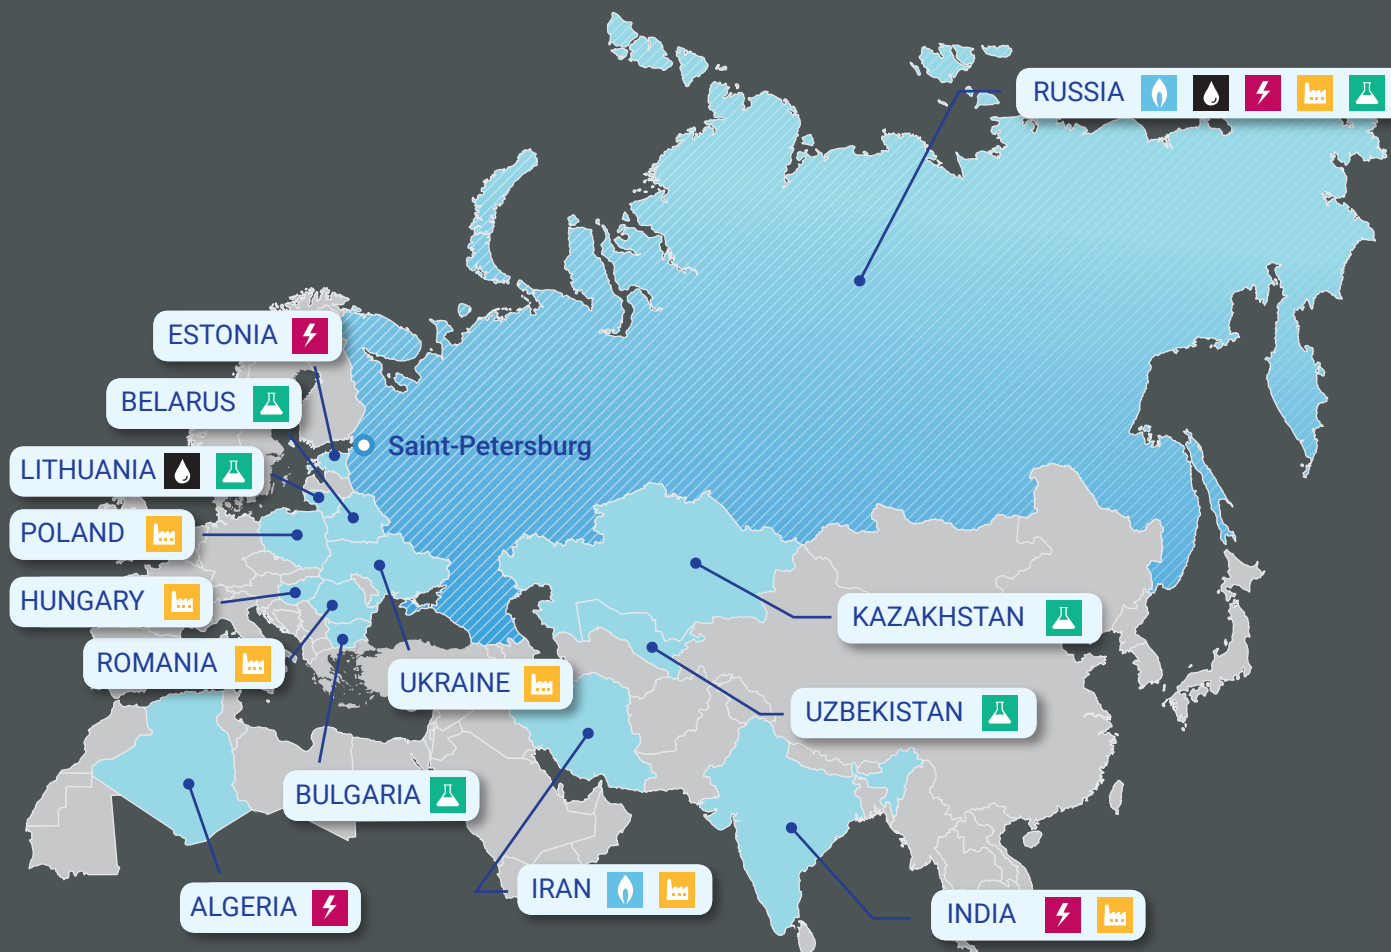 RUSSIA
ESTONIA
BELARUS
Saint-Petersburg
LITHUANIA
POLAND
HUNGARY
KAZAKHSTAN
ROMANIA
UKRAINE
UZBEKISTAN
BULGARIA
IRAN
ALGERIA
INDIA